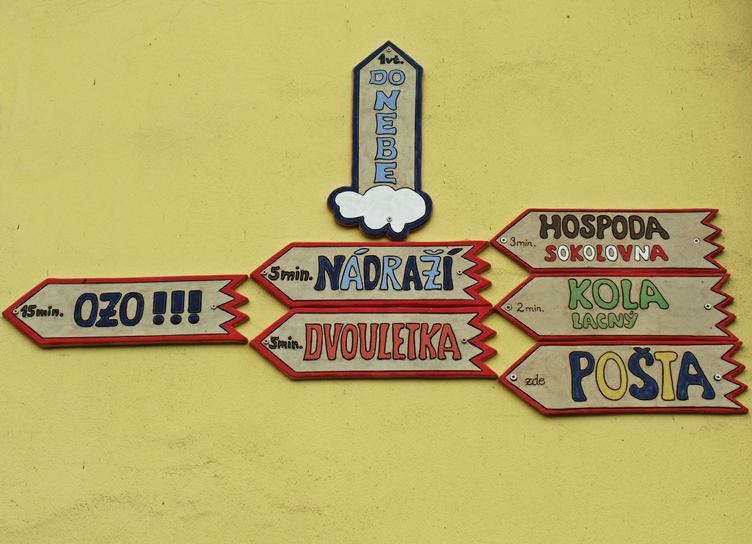 1vt.
DO
NEBE
15min. OZO !!!
5min. NÁDRAŽÍ
5min. DVOULETKA
3min. HOSPODA
SOKOLOVNA
2min. KOLA
LACNÝ
zde POŠTA